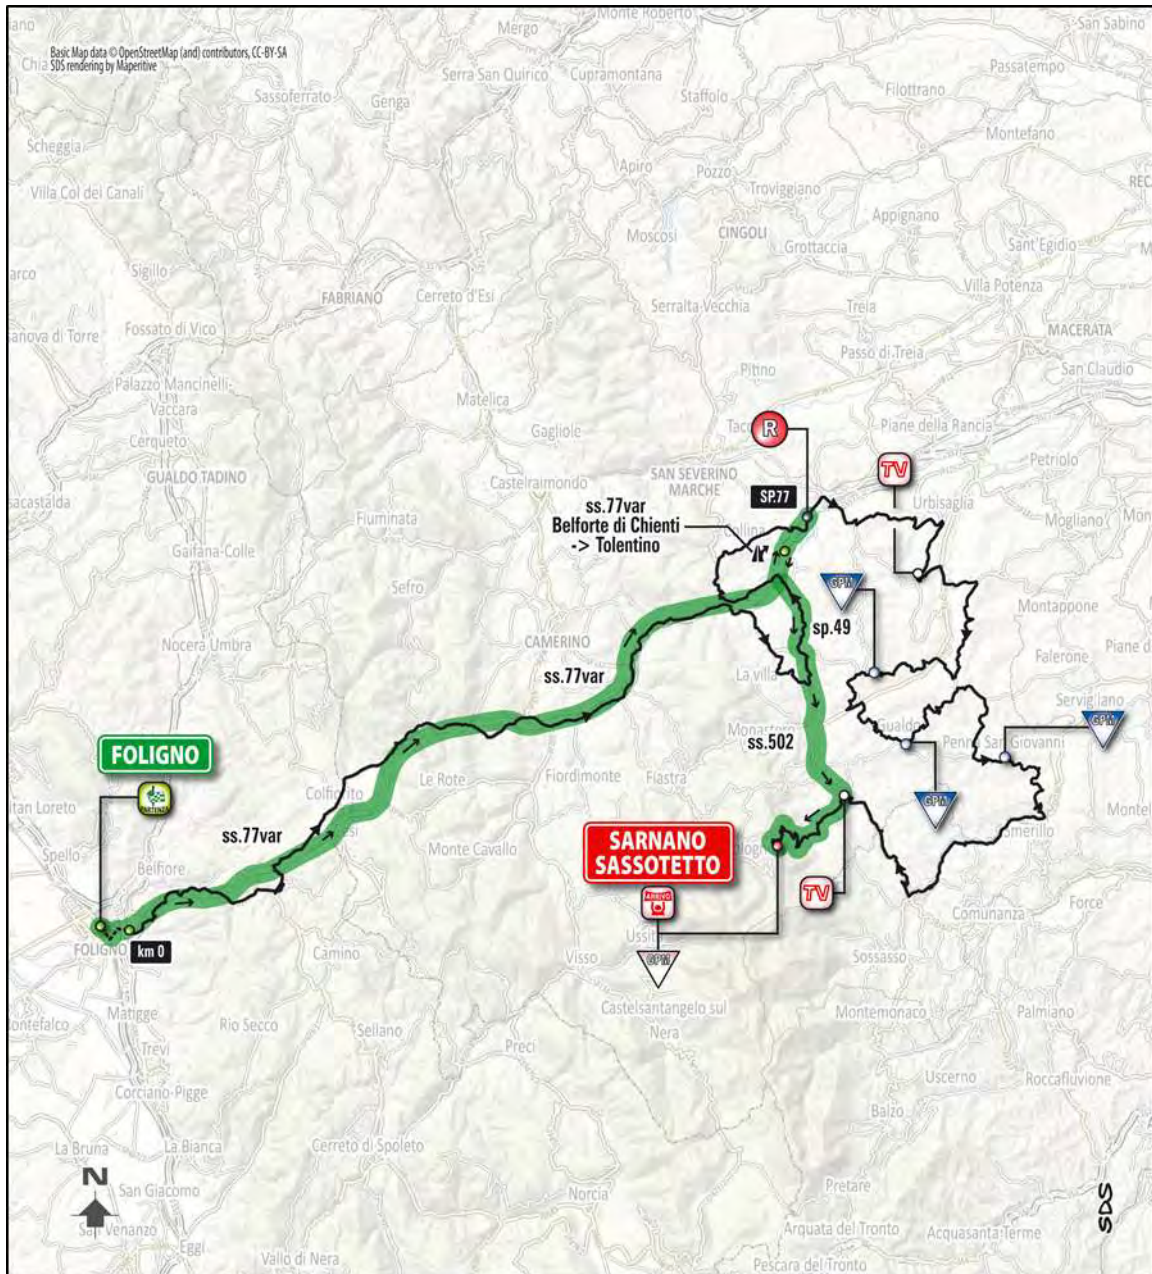 Basic Map data © OpenStreetMap (and) contributors, CC-BY-SA
SDS rendering by Maperitive
Monte Roberto
San Sabino
Mergo
Serra San Quirico
Cupramontana
Passatempo
Sassoferrato
Genga
Staffolo
Filottrano
Scheggia
Montefano
Apiro
Pozzo
Villa Col dei Canali
Troviggiano
Appignano
Moscosi
CINGOLI
Grottaccia
Sant'Egidio
Sigillo
FABRIANO
Cerreto d'Esi
Serralta-Vecchia
Treia
Villa Potenza
Fossato di Vico
MACERATA
Passo di Treia
San Claudio
Palazzo Mancinelli
Pitino
Matelica
Vaccara
Gagliole
R
Piane della Rancia
Cerqueto
Petriolo
GUALDO TADINO
Castelraimondo
SAN SEVERINO
MARCHE
TV
SP.77
Urbisaglia
Fiuminata
ss.77var
Belforte di Chienti
-> Tolentino
Mogliano
Gaifana-Colle
Sefro
GPM
Montappone
Nocera Umbra
CAMERINO
sp.49
Falerone
Piane d
ss.77var
La villa
Servigliano
FOLIGNO
PARTENZA
ss.502
Gualdo
Penn
San Giovanni
GPM
Le Rote
Fiordimonte
Fiastra
GPM
Colfiorito
ss.77var
SARNANO
SASSOTETTO
Smerillo
Spello
Belfiore
Monte Cavallo
ARRIVO
TV
Comunanza
Force
FOLIGNO
km 0
Camino
Visso
GPM
Sossasso
Castelsantangelo sul
Nera
Montefalco
Matigge
Rio Secco
Sellano
Preci
Montemonaco
Palmiano
Trevi
Corciano-Pigge
Uscerno
Roccafluvione
Balzo
La Bruna
La Bianca
Cerreto di Spoleto
N
San Giacomo
Norcia
Pretare
San Venanzo
Eggi
Vallo di Nera
Arquata del Tronto
Acquasanta-Terme
Pescara del Tronto
SDS